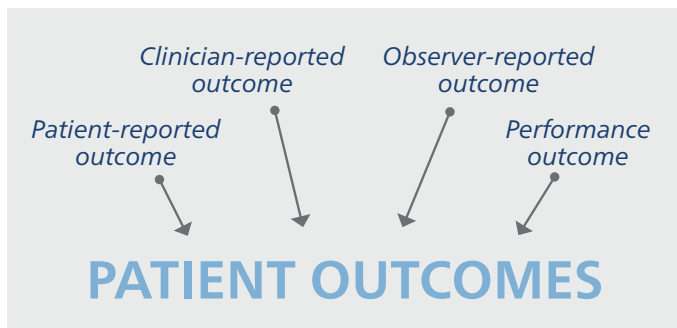 Clinician-reported
outcome
Observer-reported
outcome
Patient-reported
outcome
Performance
outcome
PATIENT OUTCOMES